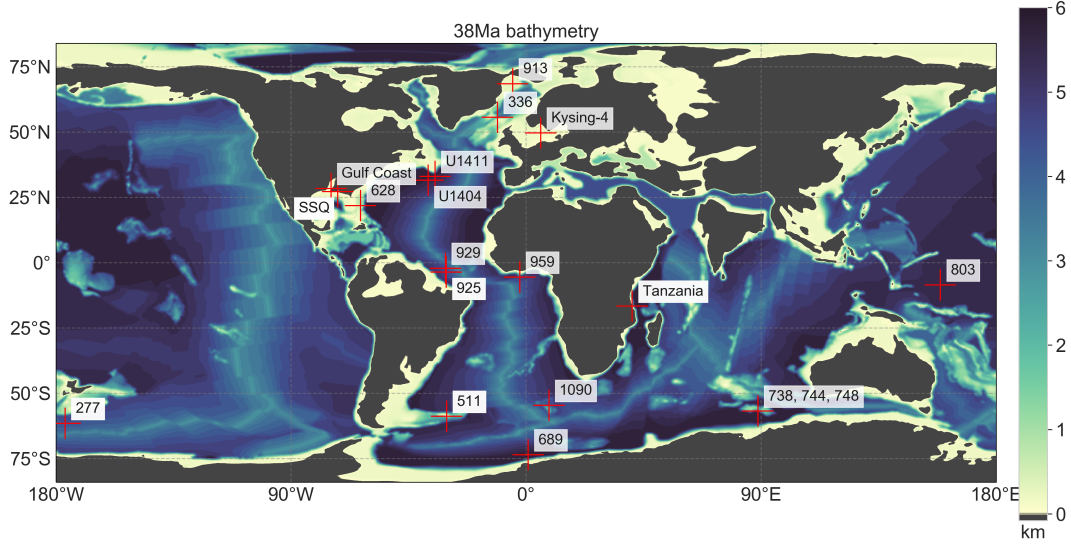 38Ma bathymetry
75°N
50°N
25°N
0°
25°S
50°S
75°S
180°W
90°W
0°
90°E
180°E
913
336
Kysing-4
U1411
Gulf Coast
628
U1404
SSQ
929
959
925
803
Tanzania
1090
738, 744, 748
511
277
689
6
5
4
3
2
1
0
km